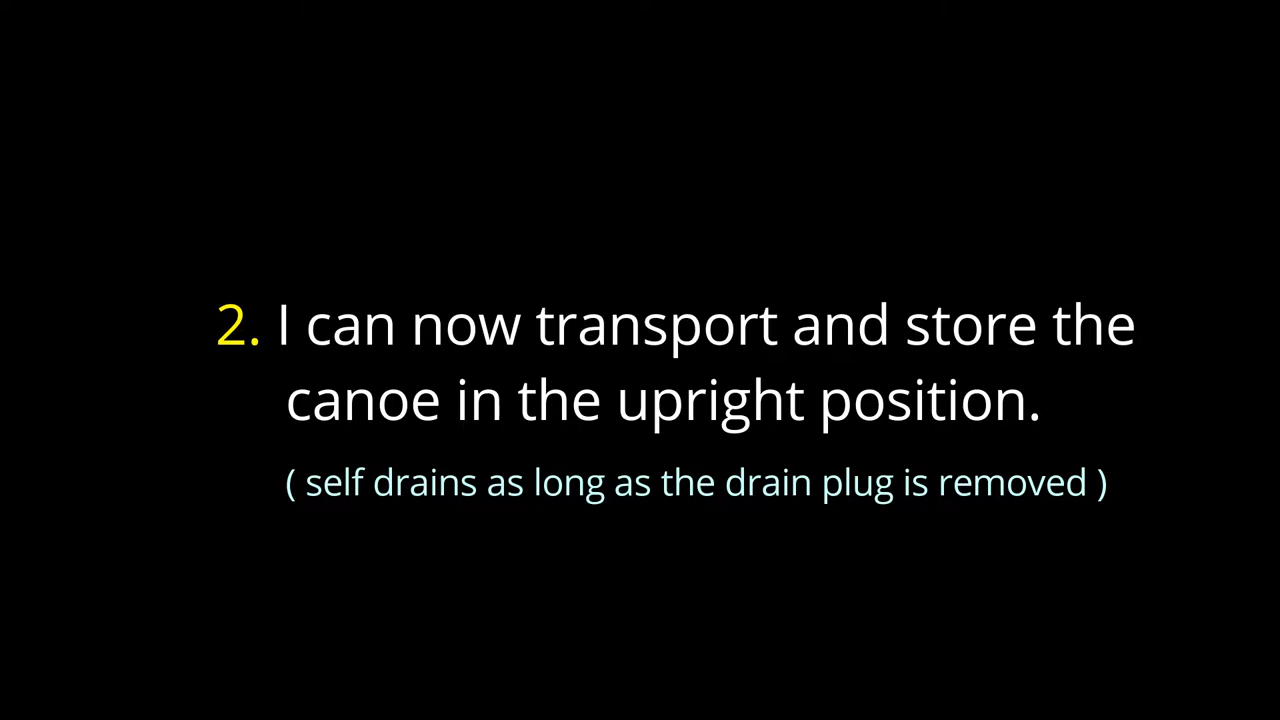 2. I can now transport and store the
canoe in the upright position.
( self drains as long as the drain plug is removed )